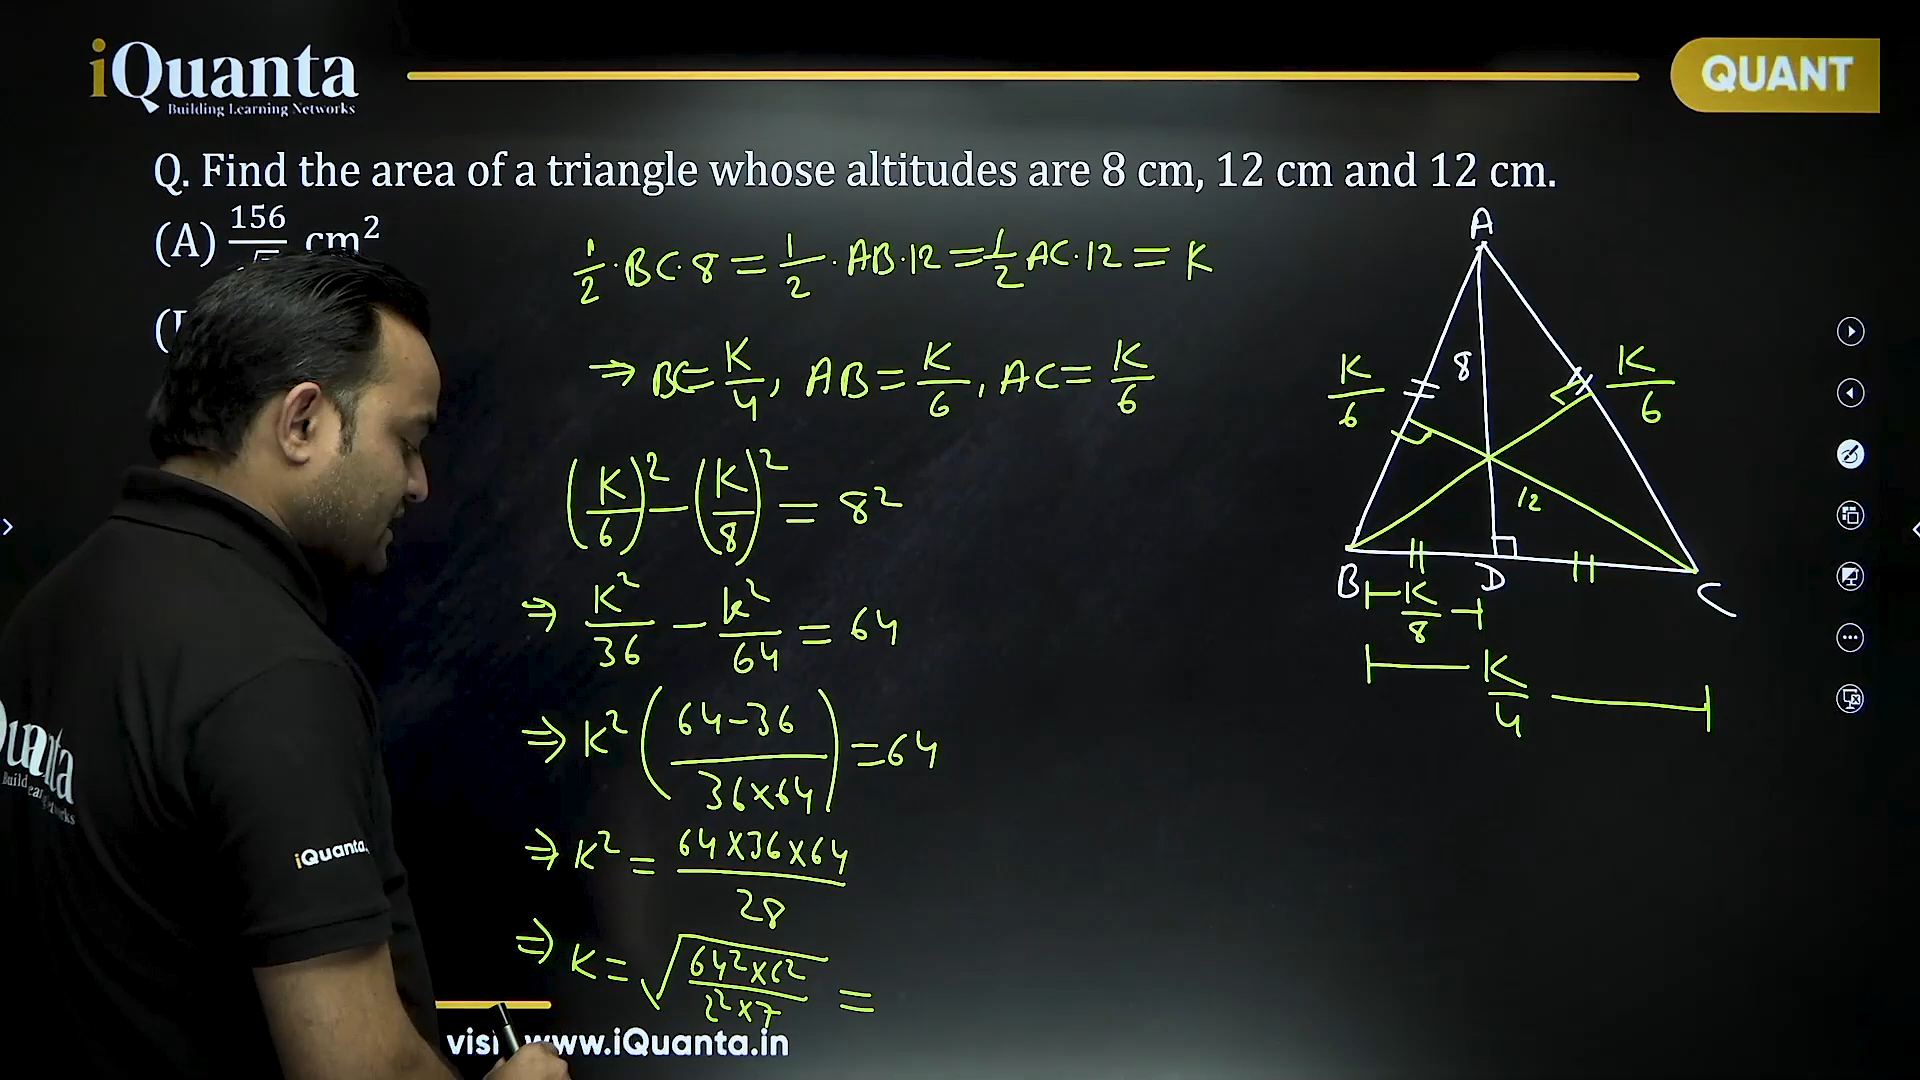 iQuanta
Building Learning Networks
QUANT
Q. Find the area of a triangle whose altitudes are 8 cm, 12 cm and 12 cm.
(A) 156/√ cm²
1/2 · BC · 8 = 1/2 · AB · 12 = 1/2 AC · 12 = K
⇒ BC = K/4, AB = K/6, AC = K/6
(K/6)² − (K/8)² = 8²
⇒ K²/36 − K²/64 = 64
⇒ K² ((64−36)/(36×64)) = 64
⇒ K² = (64×36×64)/28
⇒ K = √((64²×6²)/(2²×7)) =
A
8
K/6
K/6
12
B
D
C
K/8
K/4
iQuanta
www.iQuanta.in